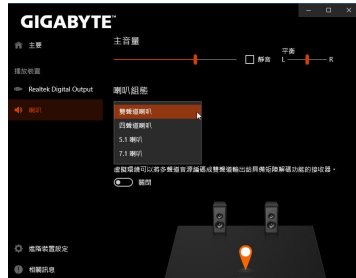 GIGABYTE™
主要
播放裝置
Realtek Digital Output
喇叭
進階裝置設定
相關訊息
主音量
靜音
平衡
L
R
喇叭組態
雙聲道喇叭
四聲道喇叭
5.1 喇叭
7.1 喇叭
虛擬環繞可以將多聲道音源編碼成雙聲道輸出給具備矩陣解碼功能的接收器。
關閉